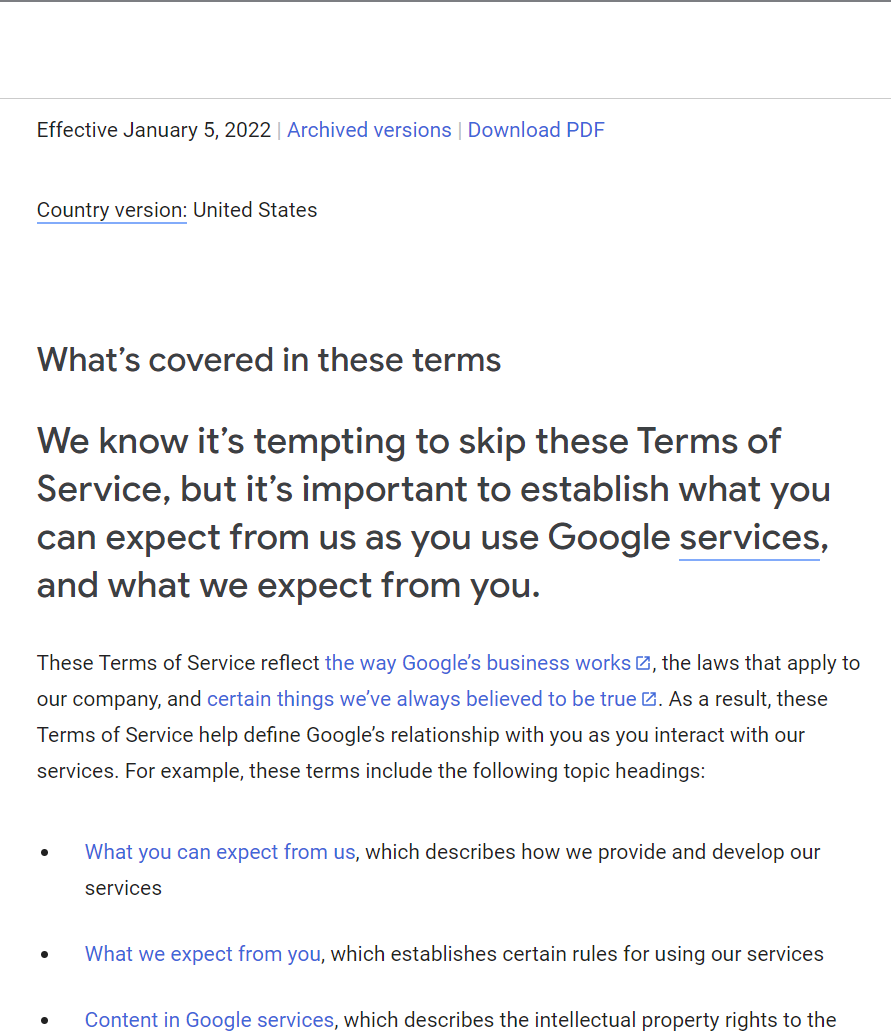 Effective January 5, 2022 | Archived versions | Download PDF
Country version: United States
What’s covered in these terms
We know it’s tempting to skip these Terms of
Service, but it’s important to establish what you
can expect from us as you use Google services,
and what we expect from you.
These Terms of Service reflect the way Google’s business works, the laws that apply to
our company, and certain things we’ve always believed to be true. As a result, these
Terms of Service help define Google’s relationship with you as you interact with our
services. For example, these terms include the following topic headings:
• What you can expect from us, which describes how we provide and develop our
services
• What we expect from you, which establishes certain rules for using our services
• Content in Google services, which describes the intellectual property rights to the